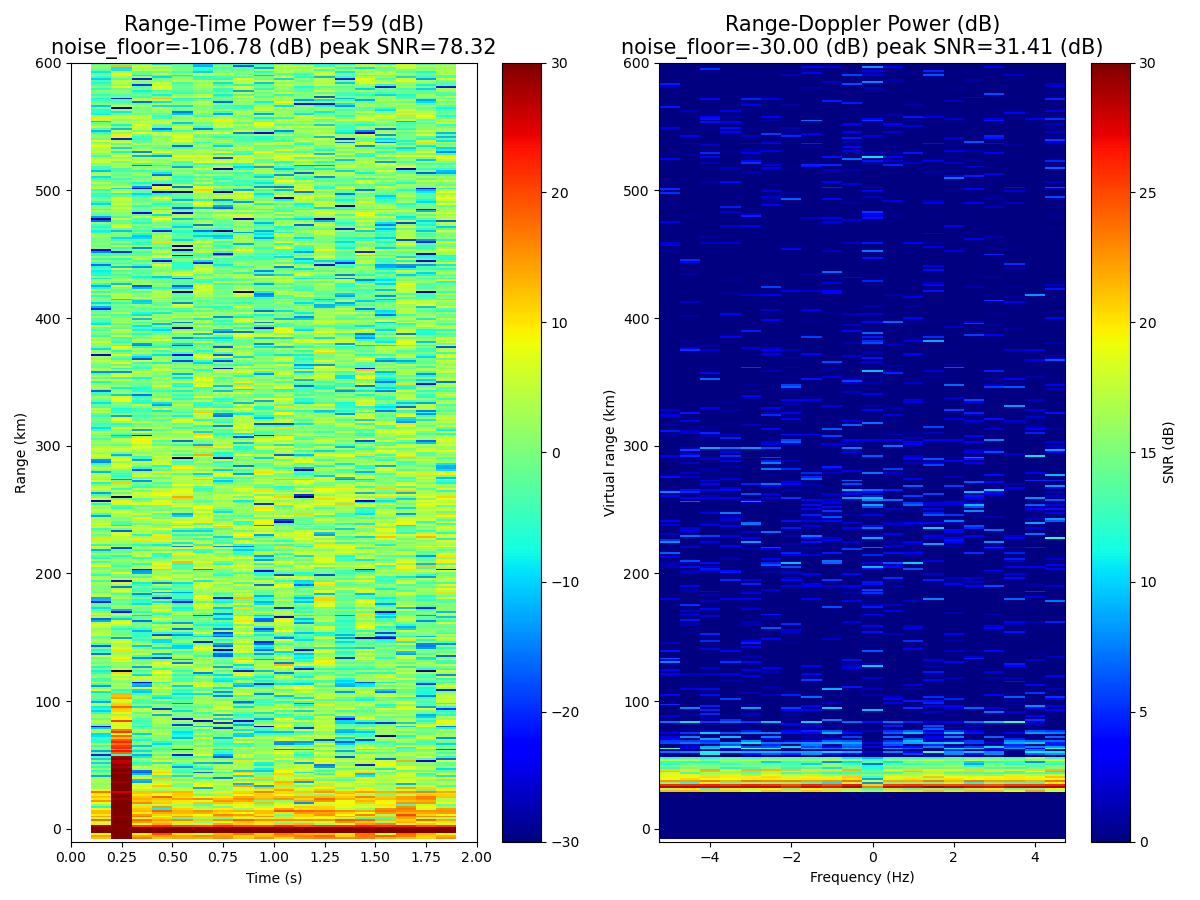 Range-Time Power f=59 (dB)
noise_floor=-106.78 (dB) peak SNR=78.32
600
500
400
300
200
100
0
Range (km)
0.00 0.25 0.50 0.75 1.00 1.25 1.50 1.75 2.00
Time (s)
30
20
10
0
−10
−20
−30
Range-Doppler Power (dB)
noise_floor=-30.00 (dB) peak SNR=31.41 (dB)
600
500
400
300
200
100
0
Virtual range (km)
−4 −2 0 2 4
Frequency (Hz)
30
25
20
15
10
5
0
SNR (dB)